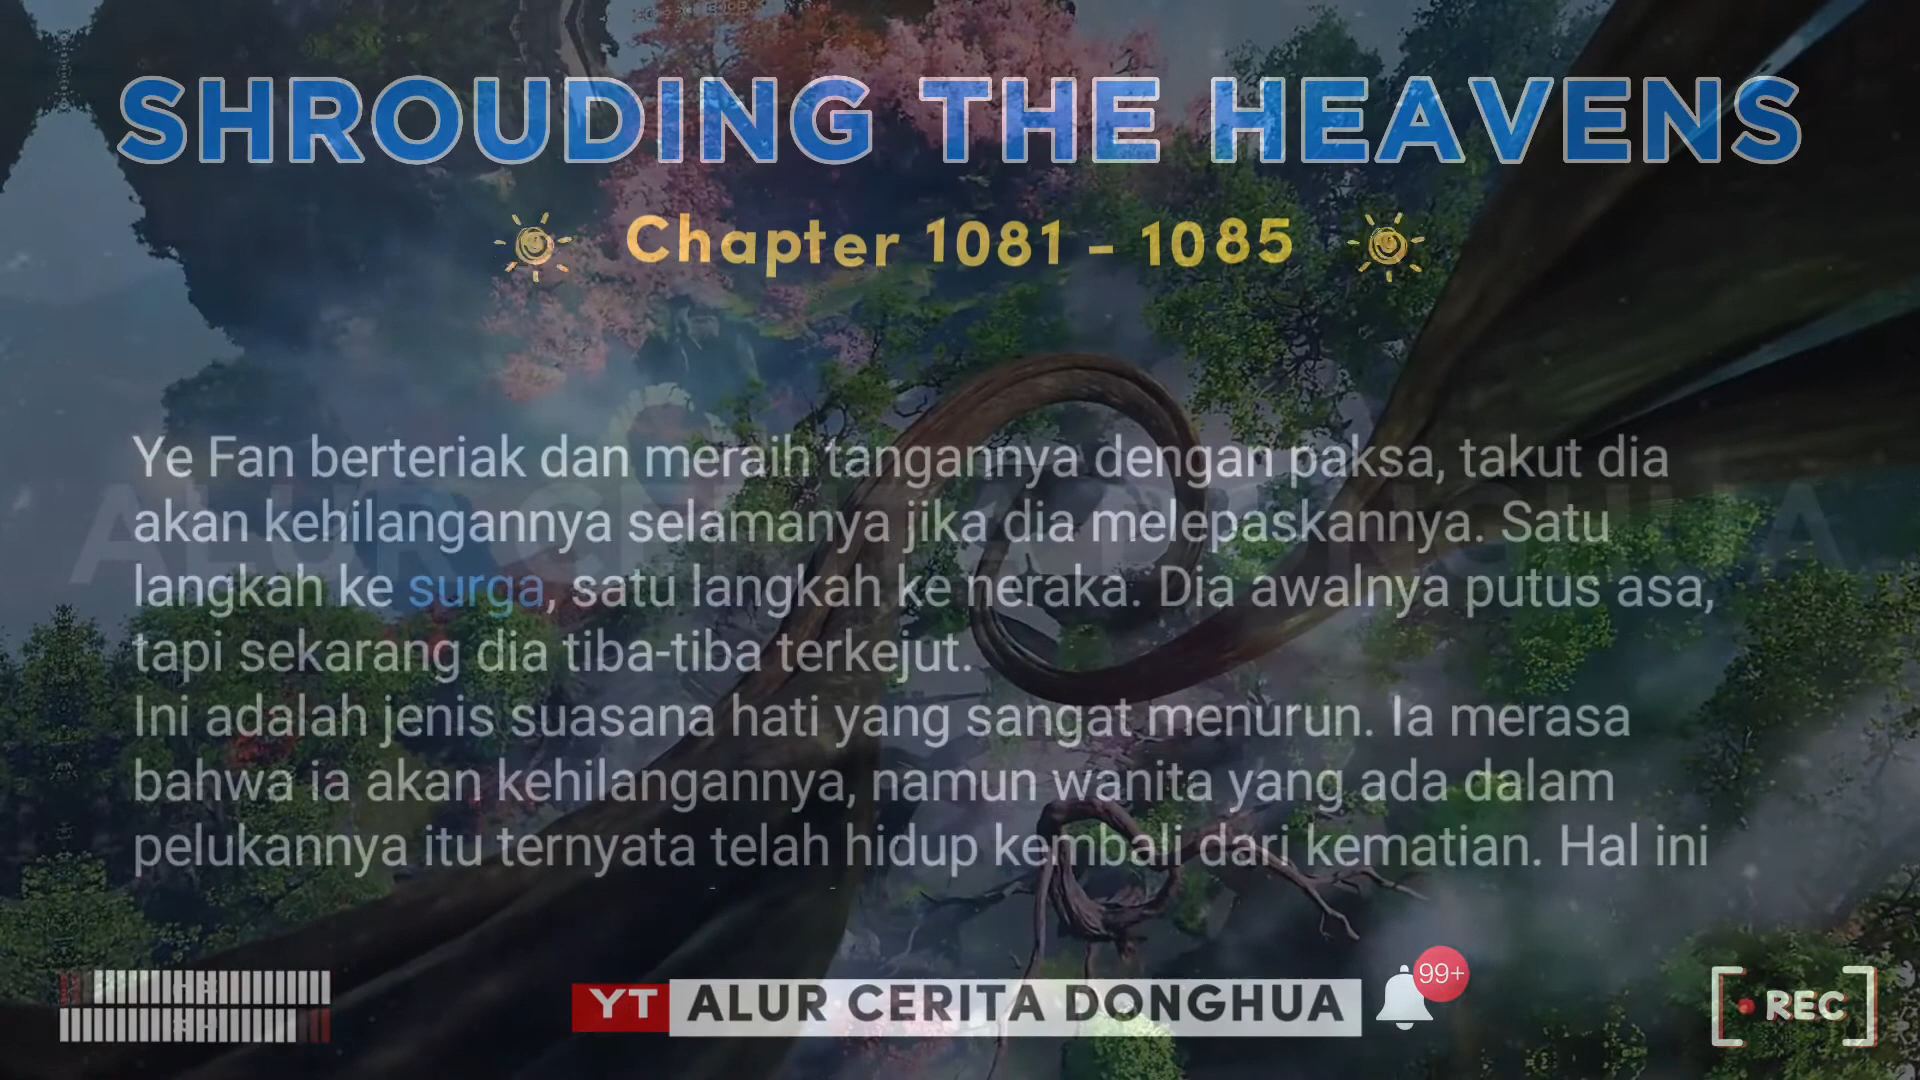 SHROUDING THE HEAVENS
Chapter 1081 - 1085
Ye Fan berteriak dan meraih tangannya dengan paksa, takut dia
akan kehilangannya selamanya jika dia melepaskannya. Satu
langkah ke surga, satu langkah ke neraka. Dia awalnya putus asa,
tapi sekarang dia tiba-tiba terkejut.
Ini adalah jenis suasana hati yang sangat menurun. Ia merasa
bahwa ia akan kehilangannya, namun wanita yang ada dalam
pelukannya itu ternyata telah hidup kembali dari kematian. Hal ini
YT ALUR CERITA DONGHUA
99+
REC